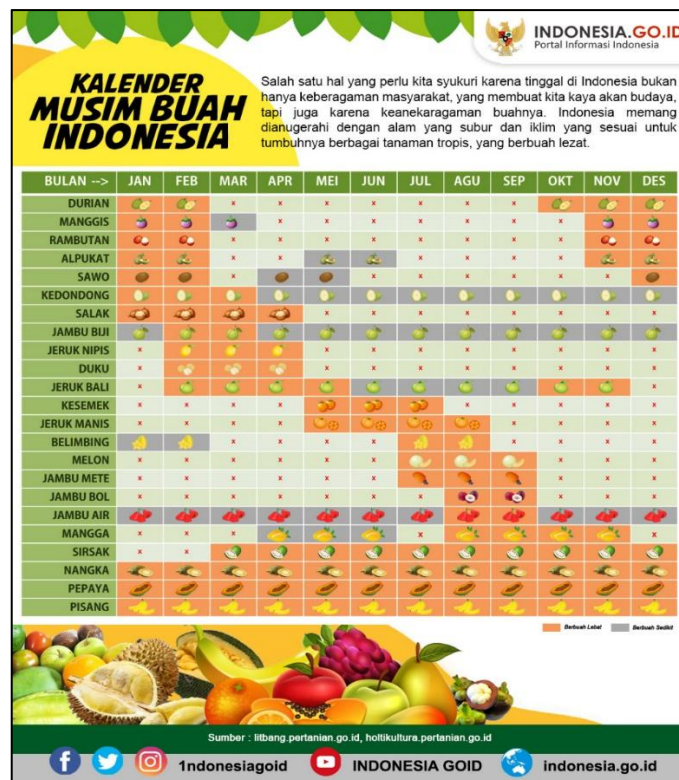 INDONESIA.GO.ID
Portal Informasi Indonesia
KALENDER
MUSIM BUAH
INDONESIA
Salah satu hal yang perlu kita syukuri karena tinggal di Indonesia bukan
hanya keberagaman masyarakat, yang membuat kita kaya akan budaya,
tapi juga karena keanekaragaman buahnya. Indonesia memang
dianugerahi dengan alam yang subur dan iklim yang sesuai untuk
tumbuhnya berbagai tanaman tropis, yang berbuah lezat.
BULAN --> JAN FEB MAR APR MEI JUN JUL AGU SEP OKT NOV DES
DURIAN x x x x x x x
MANGGIS x x x x x x x
RAMBUTAN x x x x x x x x
ALPUKAT x x x x x x
SAWO x x x x x x x
KEDONDONG
SALAK x x x x x x x x
JAMBU BIJI
JERUK NIPIS x x x x x x x x x
DUKU x x x x x x x x x
JERUK BALI x x
KESEMEK x x x x x x x x x
JERUK MANIS x x x x x x x x
BELIMBING x x x x x x x x
MELON x x x x x x x x x
JAMBU METE x x x x x x x x x
JAMBU BOL x x x x x x x x x x
JAMBU AIR
MANGGA x x x x x
SIRSAK x x
NANGKA
PEPAYA
PISANG
Berbuah Lebat Berbuah Sedikit
Sumber : litbang.pertanian.go.id, holtikultura.pertanian.go.id
1ndonesiagoid INDONESIA GOID indonesia.go.id